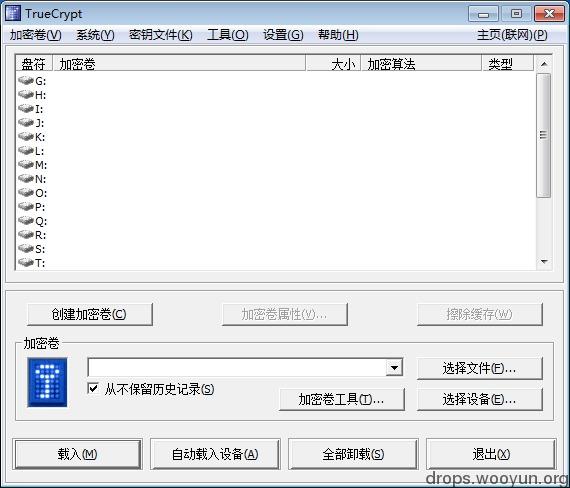 TrueCrypt
加密卷(V) 系统(Y) 密钥文件(K) 工具(O) 设置(G) 帮助(H) 主页(联网)(P)
盘符 加密卷 大小 加密算法 类型
G:
H:
I:
J:
K:
L:
M:
N:
O:
P:
Q:
R:
S:
T:
创建加密卷(C) 加密卷属性(V)... 擦除缓存(W)
加密卷
选择文件(F)...
从不保留历史记录(S)
加密卷工具(T)... 选择设备(E)...
载入(M) 自动载入设备(A) 全部卸载(S) 退出(X)
drops.wooyun.org